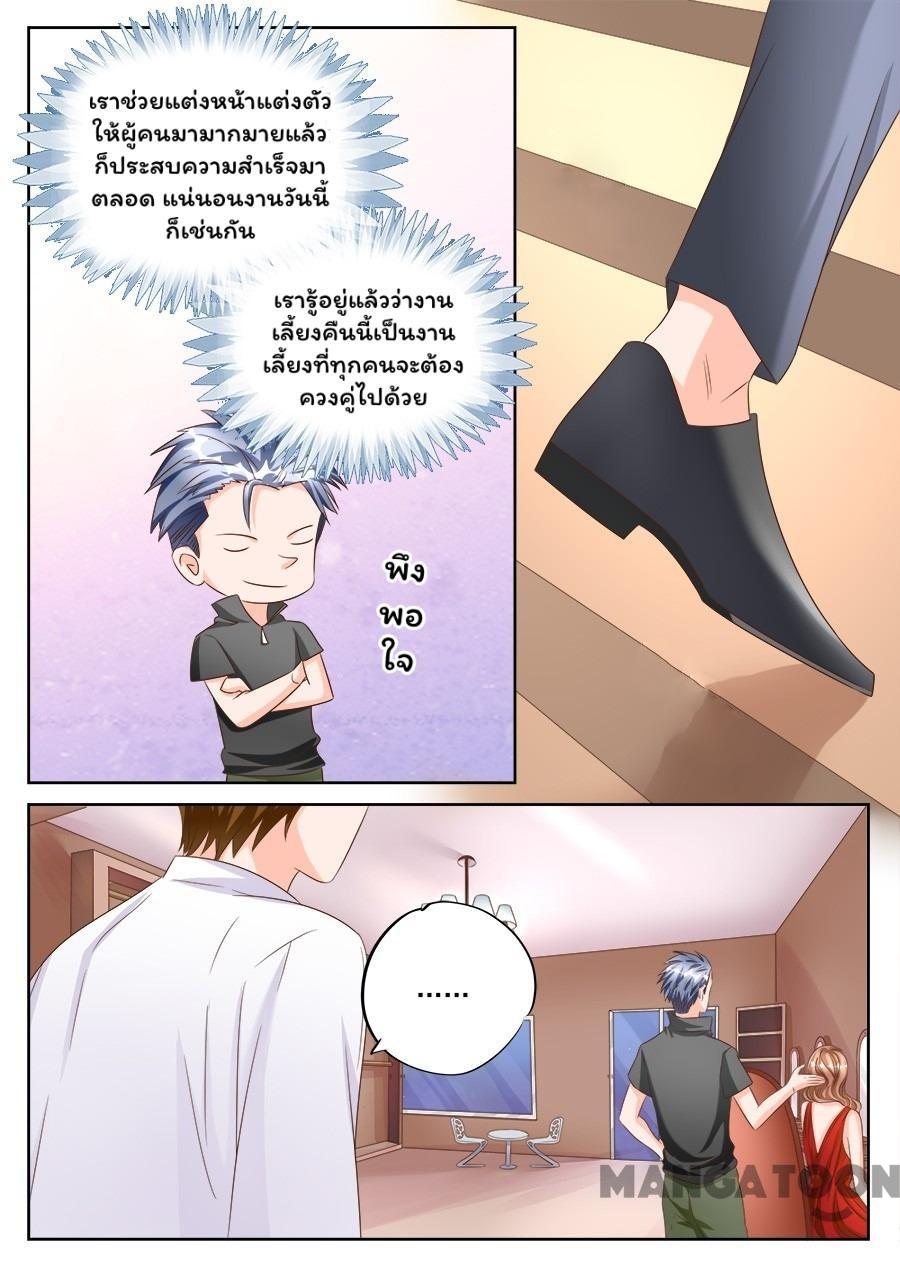 เราช่วยแต่งหน้าแต่งตัว
ให้ผู้คนมามากมายแล้ว
ก็ประสบความสำเร็จมา
ตลอด แน่นอนงานวันนี้
ก็เช่นกัน
เรารู้อยู่แล้วว่างาน
เลี้ยงคืนนี้เป็นงาน
เลี้ยงที่ทุกคนจะต้อง
ควงคู่ไปด้วย
พึง
พอ
ใจ
......
MANGATOON